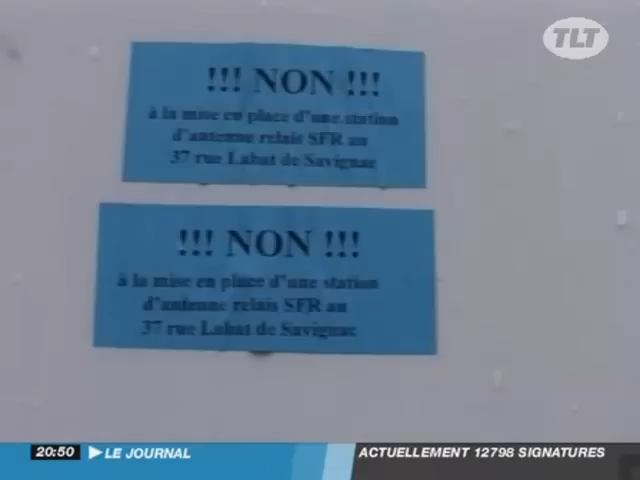 TLT
!!! NON !!!
à la mise en place d'une station
d'antenne relais SFR au
37 rue Labat de Savignac
!!! NON !!!
à la mise en place d'une station
d'antenne relais SFR au
37 rue Labat de Savignac
20:50 LE JOURNAL ACTUELLEMENT 12798 SIGNATURES